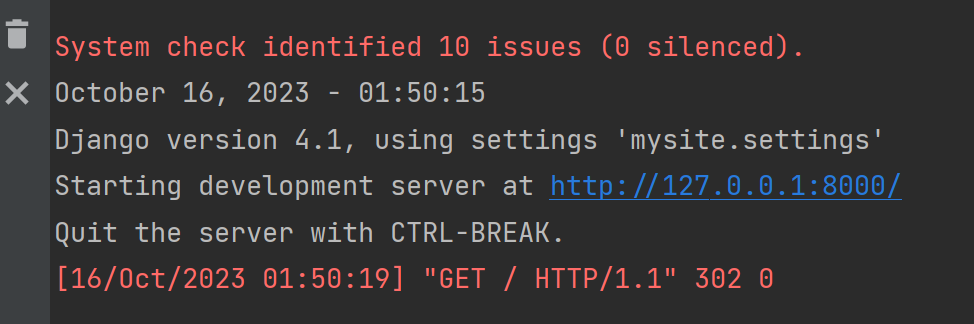 System check identified 10 issues (0 silenced).
October 16, 2023 - 01:50:15
Django version 4.1, using settings 'mysite.settings'
Starting development server at http://127.0.0.1:8000/
Quit the server with CTRL-BREAK.
[16/Oct/2023 01:50:19] "GET / HTTP/1.1" 302 0